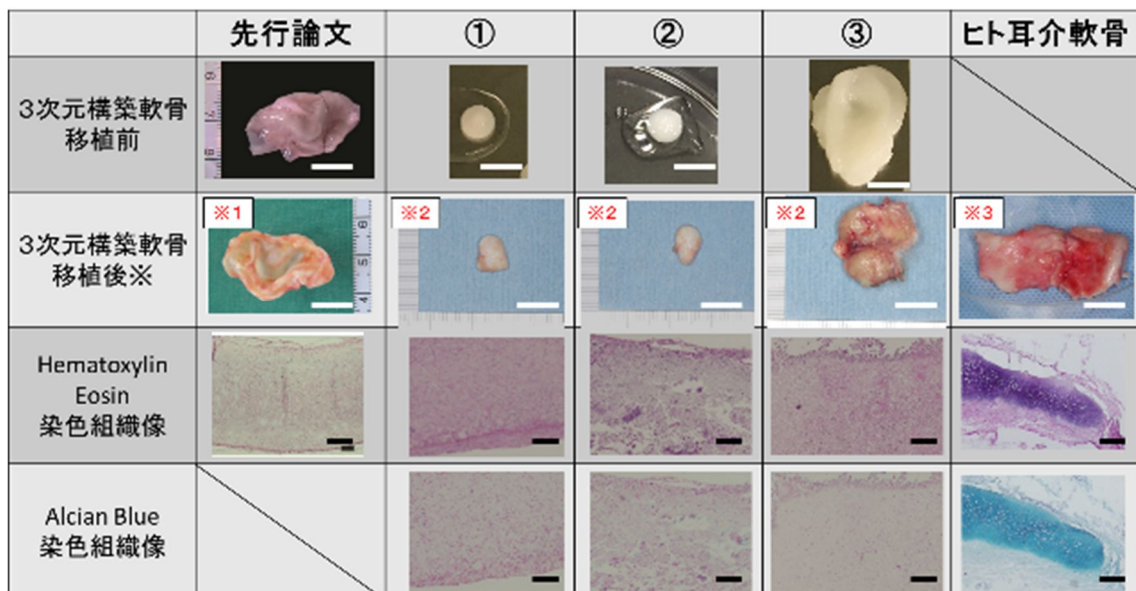 先行論文
①
②
③
ヒト耳介軟骨
3次元構築軟骨
移植前
3次元構築軟骨
移植後※
※1
※2
※2
※2
※3
Hematoxylin
Eosin
染色組織像
Alcian Blue
染色組織像